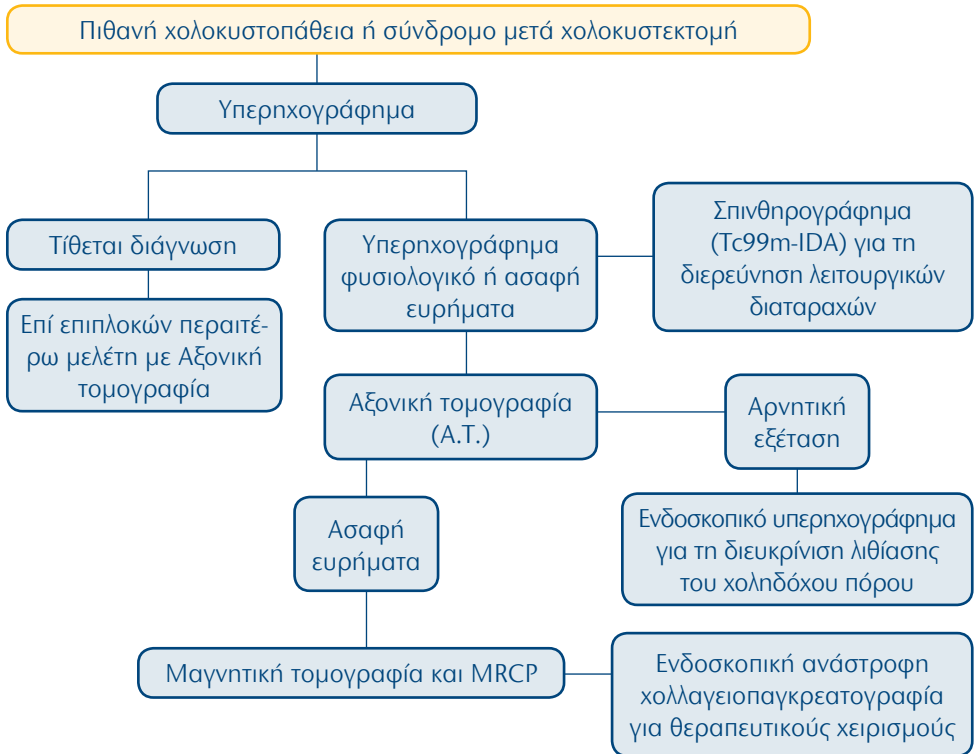 Πιθανή χολοκυστοπάθεια ή σύνδρομο μετά χολοκυστεκτομή
Υπερηχογράφημα
Τίθεται διάγνωση
Επί επιπλοκών περαιτέ-
ρω μελέτη με Αξονική
τομογραφία
Υπερηχογράφημα
φυσιολογικό ή ασαφή
ευρήματα
Σπινθηρογράφημα
(Tc99m-IDA) για τη
διερεύνηση λειτουργικών
διαταραχών
Αξονική τομογραφία
(Α.Τ.)
Αρνητική
εξέταση
Ενδοσκοπικό υπερηχογράφημα
για τη διευκρίνιση λιθίασης
του χοληδόχου πόρου
Ασαφή
ευρήματα
Μαγνητική τομογραφία και MRCP
Ενδοσκοπική ανάστροφη
χολλαγειοπαγκρεατογραφία
για θεραπευτικούς χειρισμούς